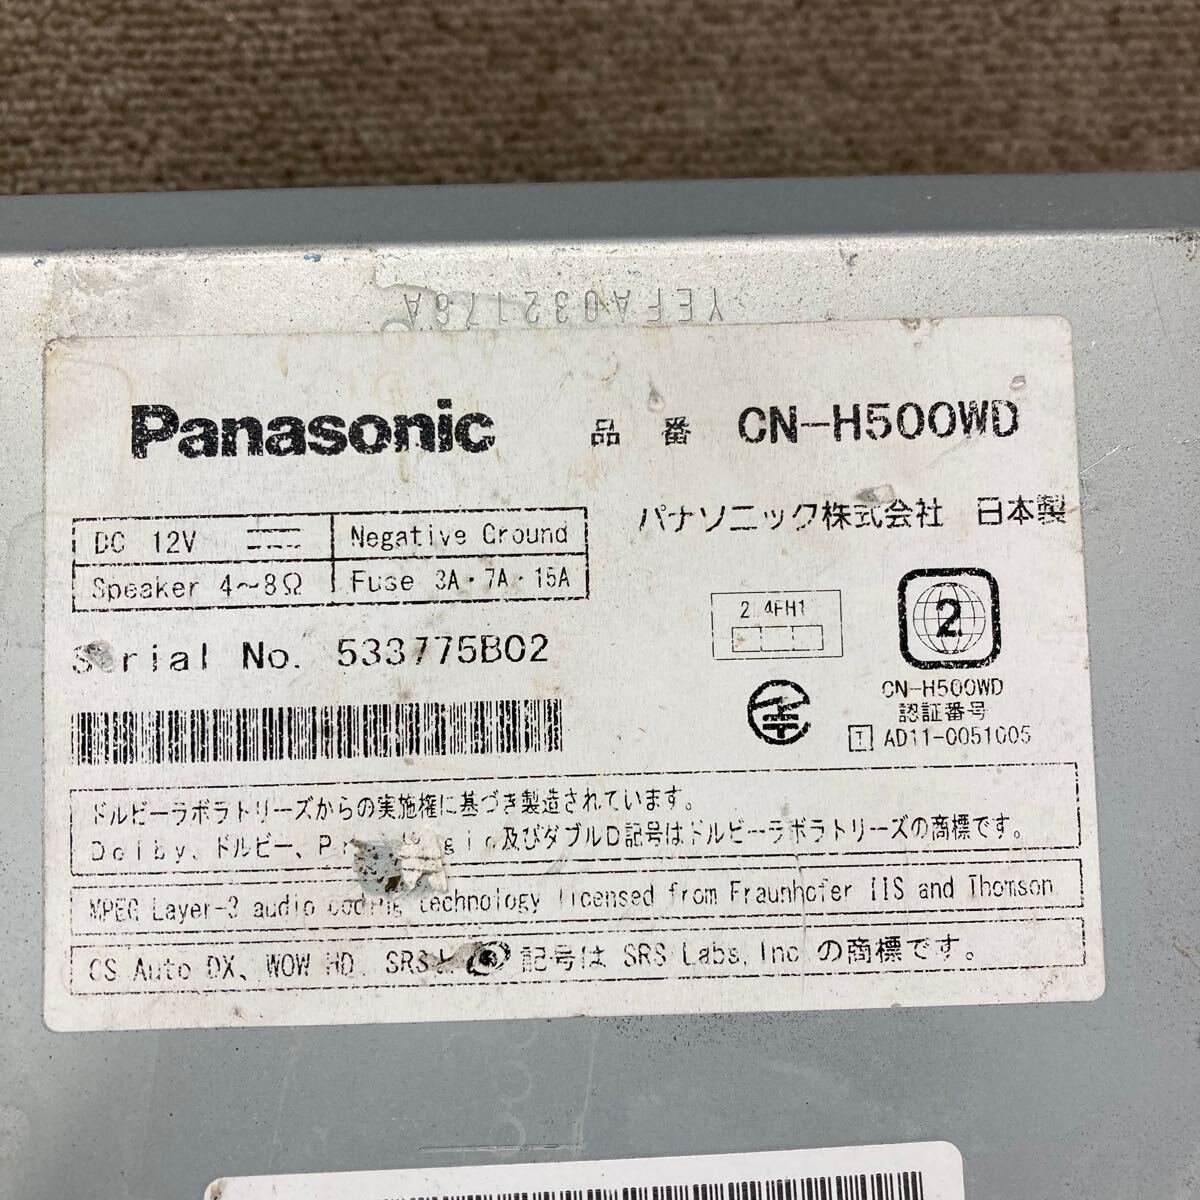 YEFA032176A
Panasonic 品番 CN-H500WD
パナソニック株式会社 日本製
DC 12V Negative Ground
Speaker 4~8Ω Fuse 3A・7A・15A
2.4FH1
2
Serial No. 533775B02
CN-H500WD
認証番号
T AD11-0051005
ドルビーラボラトリーズからの実施権に基づき製造されています。
Dolby、ドルビー、及びダブルD記号はドルビーラボラトリーズの商標です。
MPEG Layer-3 audio coding technology licensed from Fraunhofer IIS and Thomson.
CS Auto DX、WOW HD、SRSと記号は SRS Labs,Inc.の商標です。